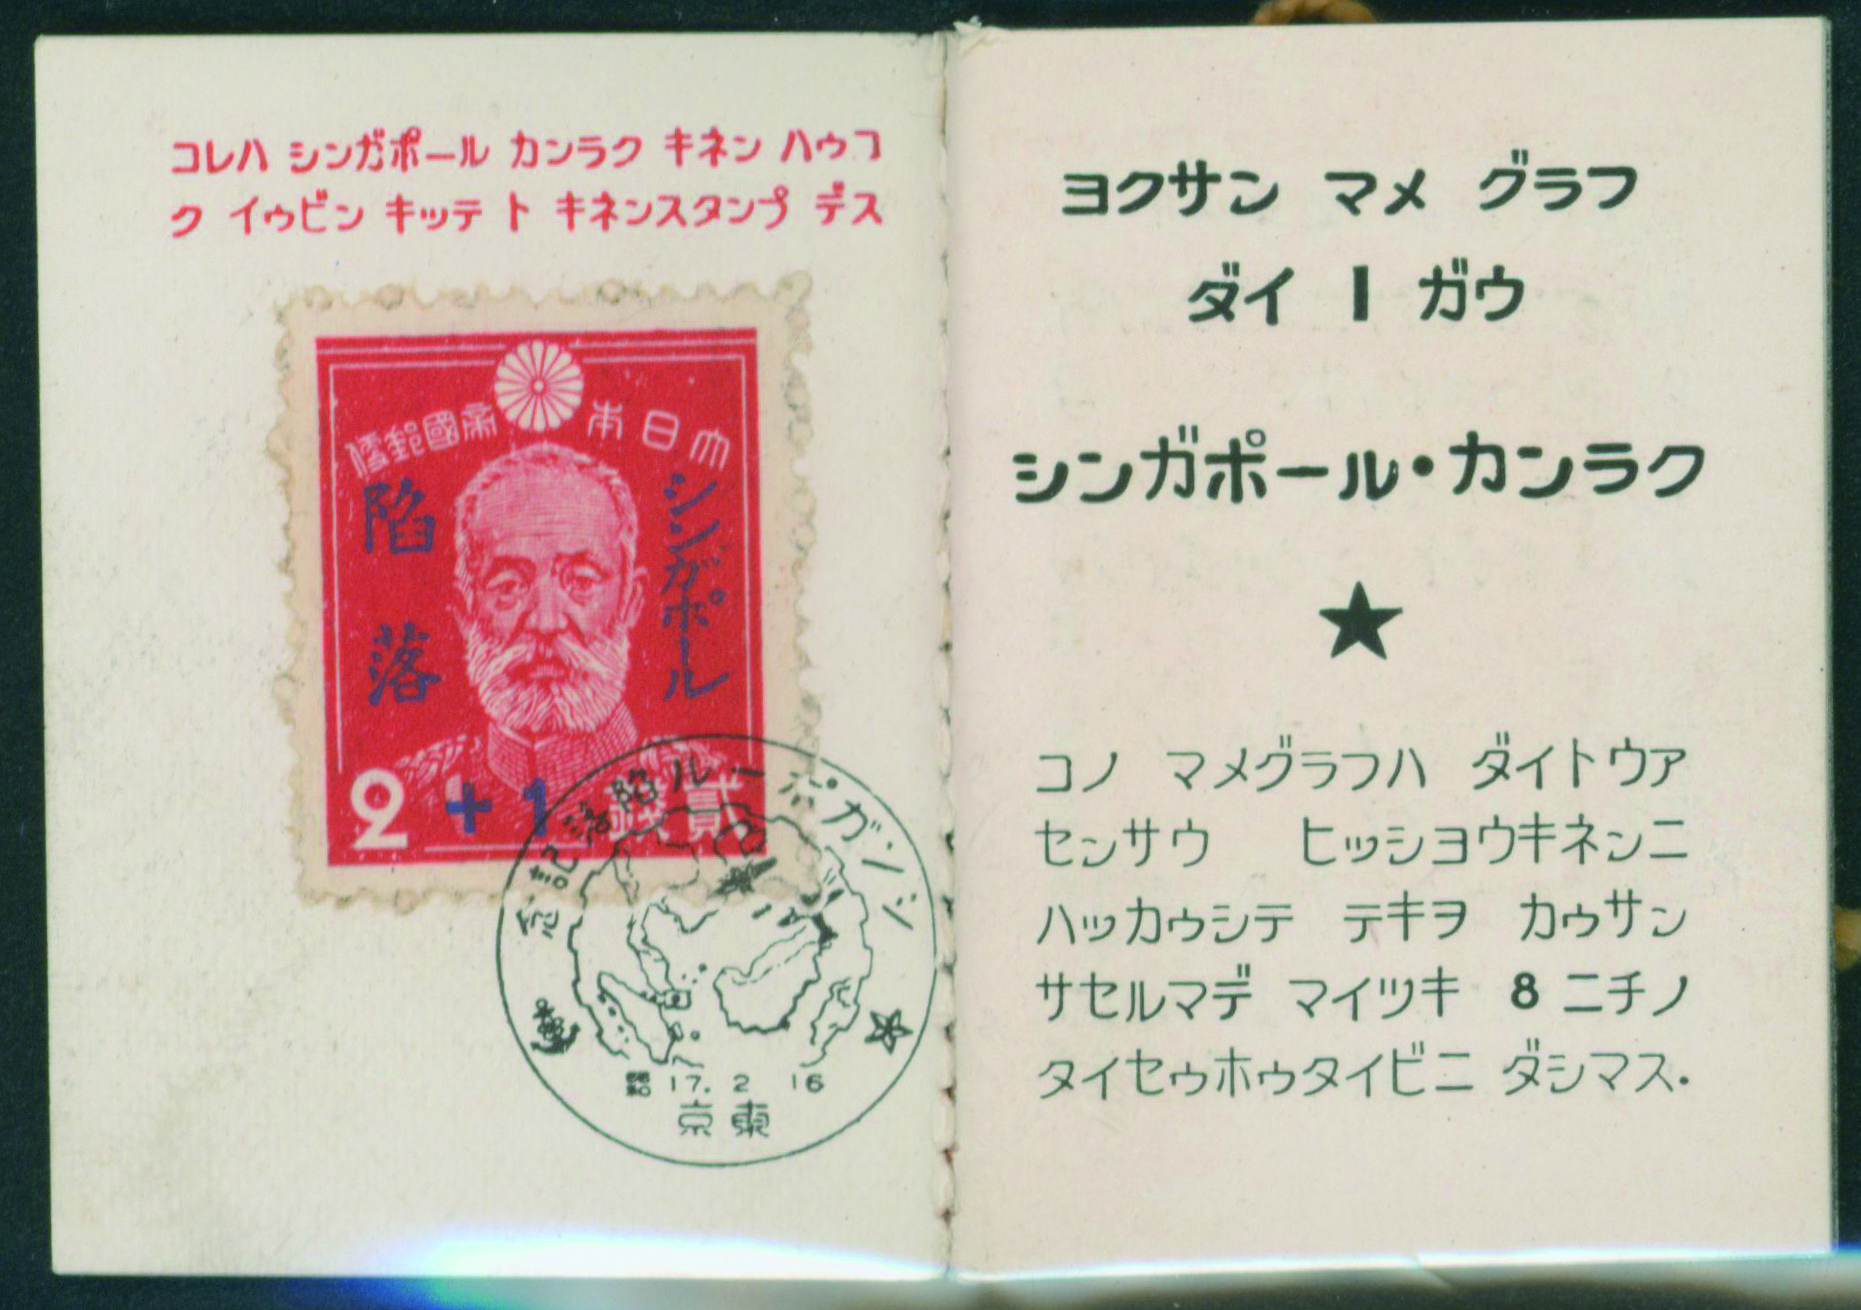 コレハ シンガポール カンラク キネン ハウコ
ク イウビン キッテ ト キネンスタンプ デス
大日本帝國郵便
シンガポール
陥落
2 +1 貳錢
シンガポール陥落記念
昭和 17. 2 16
東京
ヨクサン マメ グラフ
ダイ 1 ガウ
シンガポール・カンラク
★
コノ マメグラフハ ダイトウア
センサウ ヒッショウキネンニ
ハッカウシテ テキヲ カウサン
サセルマデ マイツキ 8 ニチノ
タイセウホウタイビニ ダシマス.